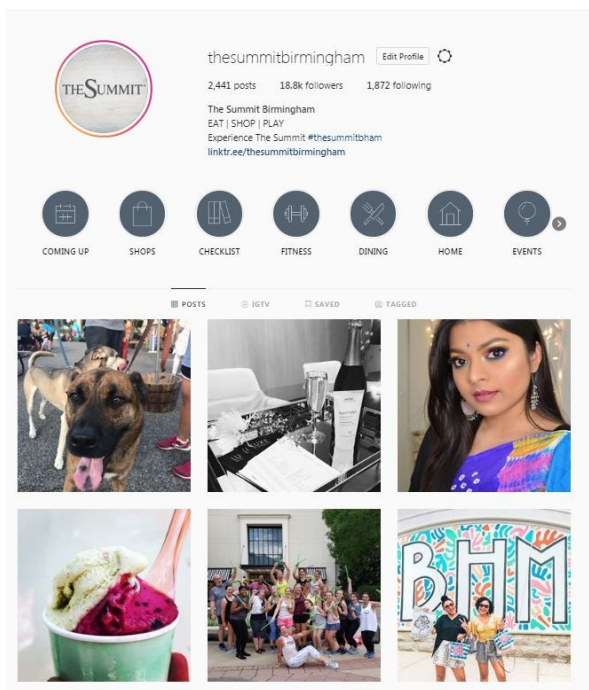 THE SUMMIT
thesummitbirmingham Edit Profile
2,441 posts 18.8k followers 1,872 following
The Summit Birmingham
EAT | SHOP | PLAY
Experience The Summit #thesummitbham
linktr.ee/thesummitbirmingham
COMING UP SHOPS CHECKLIST FITNESS DINING HOME EVENTS
POSTS IGTV SAVED TAGGED
BHM